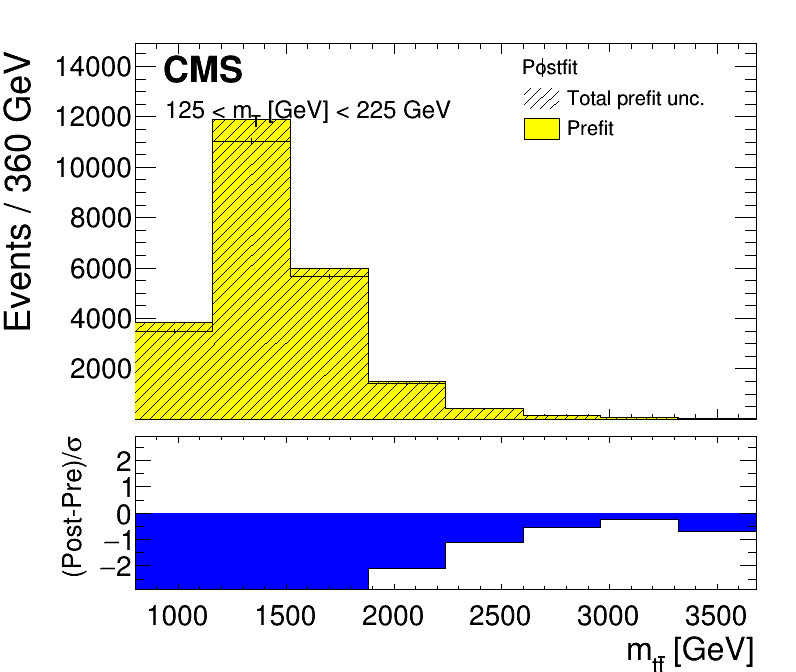 CMS
125 < m_T [GeV] < 225 GeV
Postfit
Total prefit unc.
Prefit
Events / 360 GeV
14000
12000
10000
8000
6000
4000
2000
(Post-Pre)/σ
2
1
0
−1
−2
1000 1500 2000 2500 3000 3500
m_tt̄ [GeV]